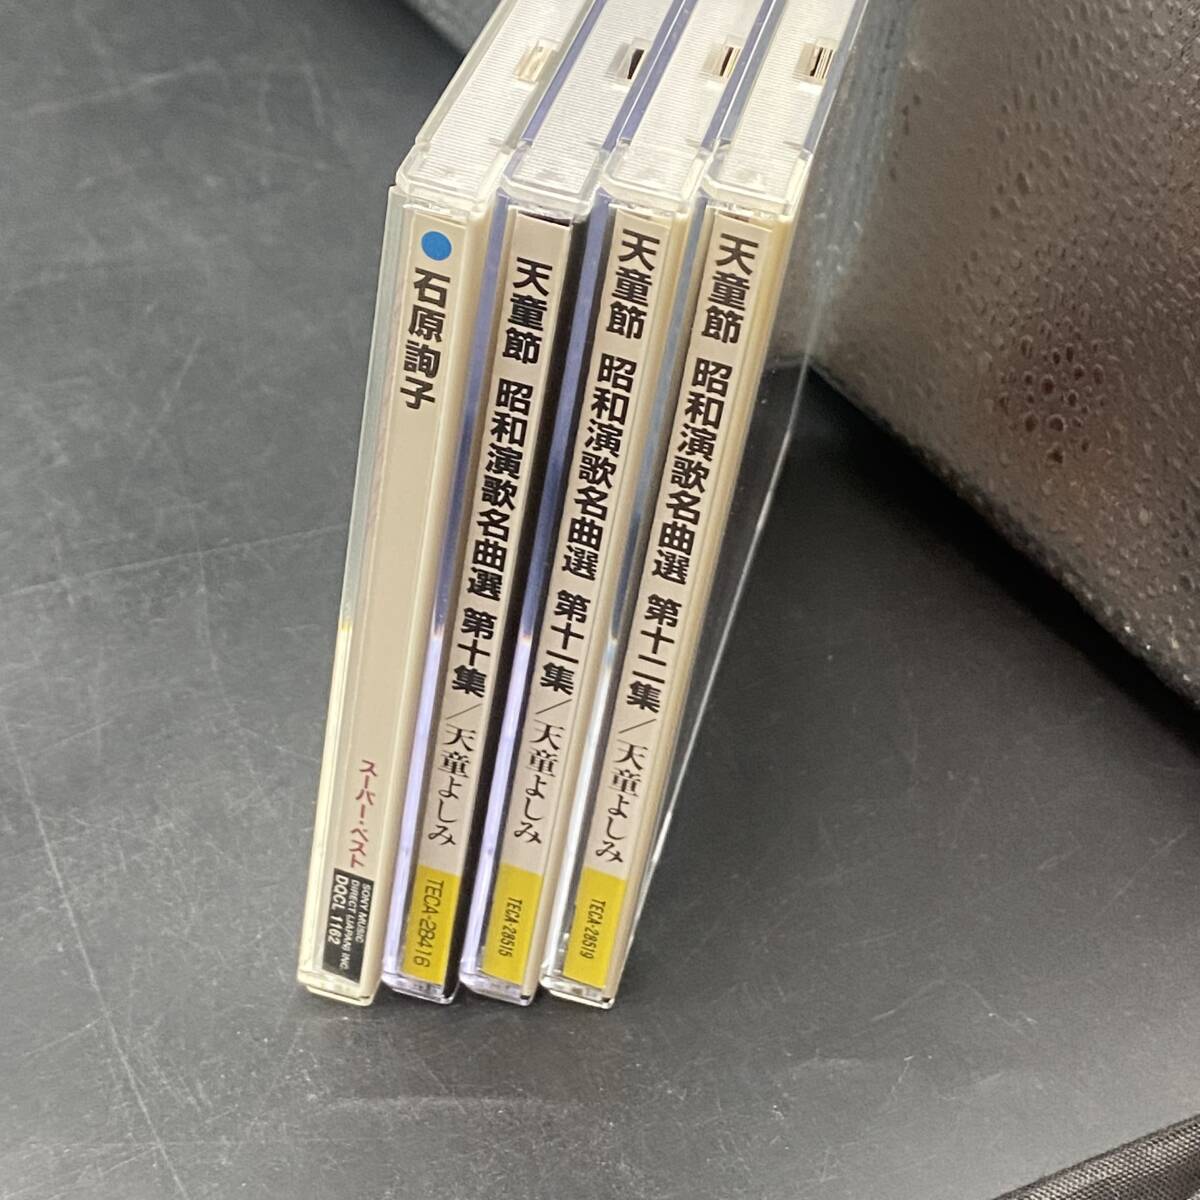 石原詢子
スーパー・ベスト
SONY MUSIC
DIRECT (JAPAN) INC.
DQCL 1162
天童節 昭和演歌名曲選 第十集/天童よしみ
TECA-28416
天童節 昭和演歌名曲選 第十一集/天童よしみ
TECA-28515
天童節 昭和演歌名曲選 第十二集/天童よしみ
TECA-28519